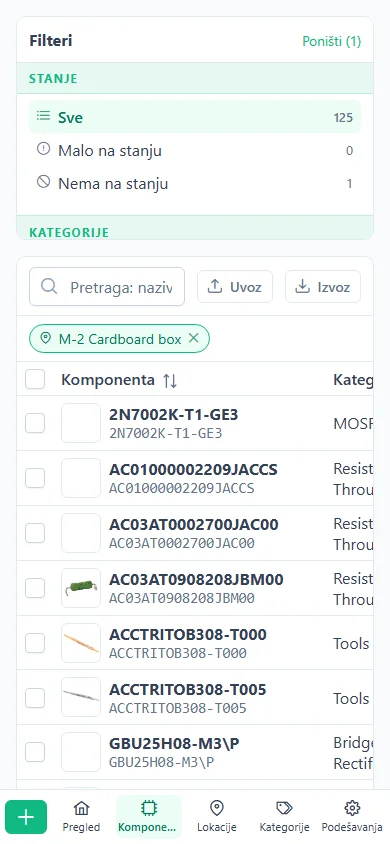 Filteri
Poništi (1)
STANJE
Sve 125
Malo na stanju 0
Nema na stanju 1
KATEGORIJE
Pretraga: naziv
Uvoz
Izvoz
M-2 Cardboard box
Komponenta
Kateg
2N7002K-T1-GE3
2N7002K-T1-GE3
MOSF
AC01000002209JACCS
AC01000002209JACCS
Resist
Throu
AC03AT0002700JAC00
AC03AT0002700JAC00
Resist
Throu
AC03AT0908208JBM00
AC03AT0908208JBM00
Resist
Throu
ACCTRITOB308-T000
ACCTRITOB308-T000
Tools
ACCTRITOB308-T005
ACCTRITOB308-T005
Tools
GBU25H08-M3\P
GBU25H08-M3\P
Bridge
Rectif
Pregled
Kompone...
Lokacije
Kategorije
Podešavanja